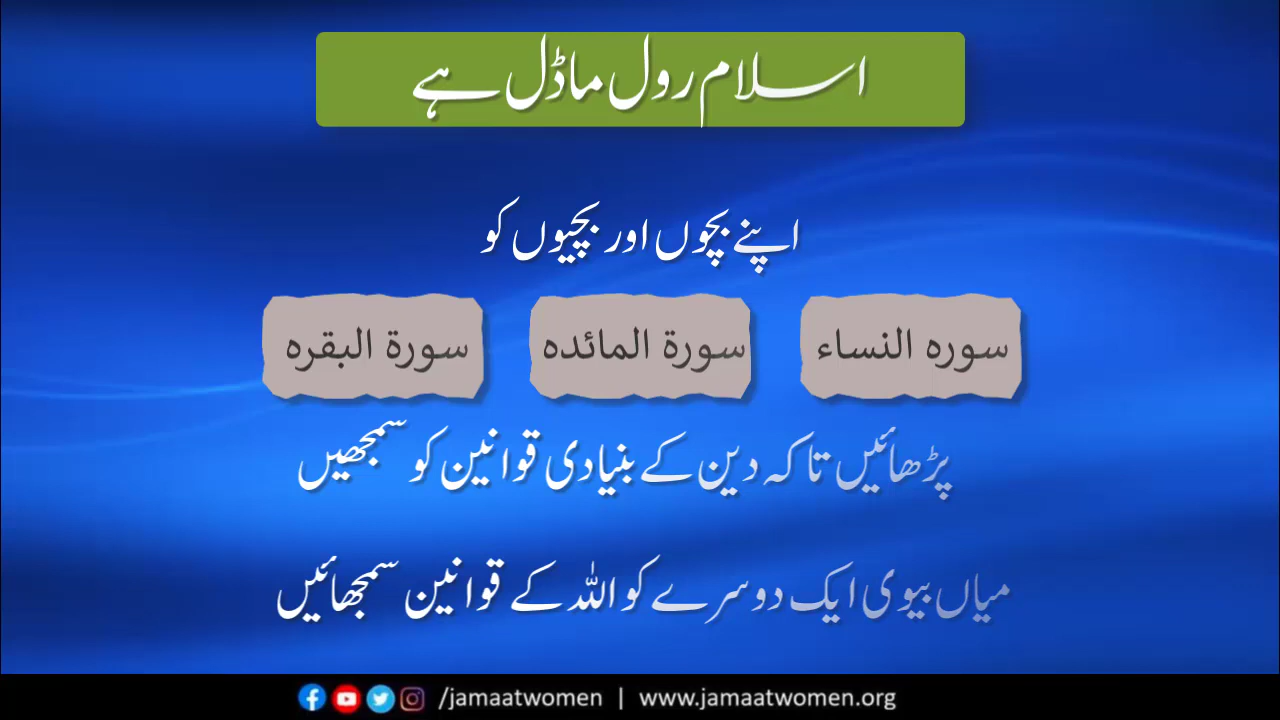 اسلام رول ماڈل ہے
اپنے بچوں اور بچیوں کو
سورہ النساء سورۃ المائدہ سورۃ البقرہ
پڑھائیں تاکہ دین کے بنیادی قوانین کو سمجھیں
میاں بیوی ایک دوسرے کو اللہ کے قوانین سمجھائیں
/jamaatwomen | www.jamaatwomen.org